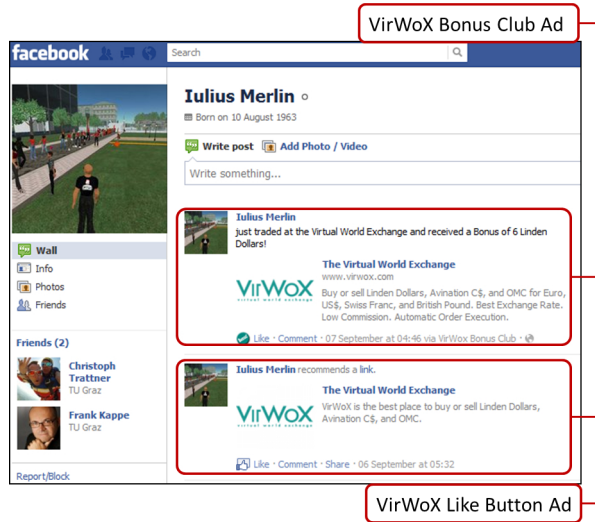 VirWoX Bonus Club Ad
facebook
Search
Iulius Merlin
Born on 10 August 1963
Write post Add Photo / Video
Write something...
Iulius Merlin
just traded at the Virtual World Exchange and received a Bonus of 6 Linden
Dollars!
The Virtual World Exchange
www.virwox.com
VirWoX
virtual world exchange
Buy or sell Linden Dollars, Avination C$, and OMC for Euro,
US$, Swiss Franc, and British Pound. Best Exchange Rate.
Low Commission. Automatic Order Execution.
Like · Comment · 07 September at 04:46 via VirWox Bonus Club ·
Wall
Info
Photos
Friends
Friends (2)
Christoph
Trattner
TU Graz
Frank Kappe
TU Graz
Report/Block
Iulius Merlin recommends a link.
The Virtual World Exchange
VirWoX
virtual world exchange
VirWoX is the best place to buy or sell Linden Dollars,
Avination C$, and OMC.
Like · Comment · Share · 06 September at 05:32
VirWoX Like Button Ad